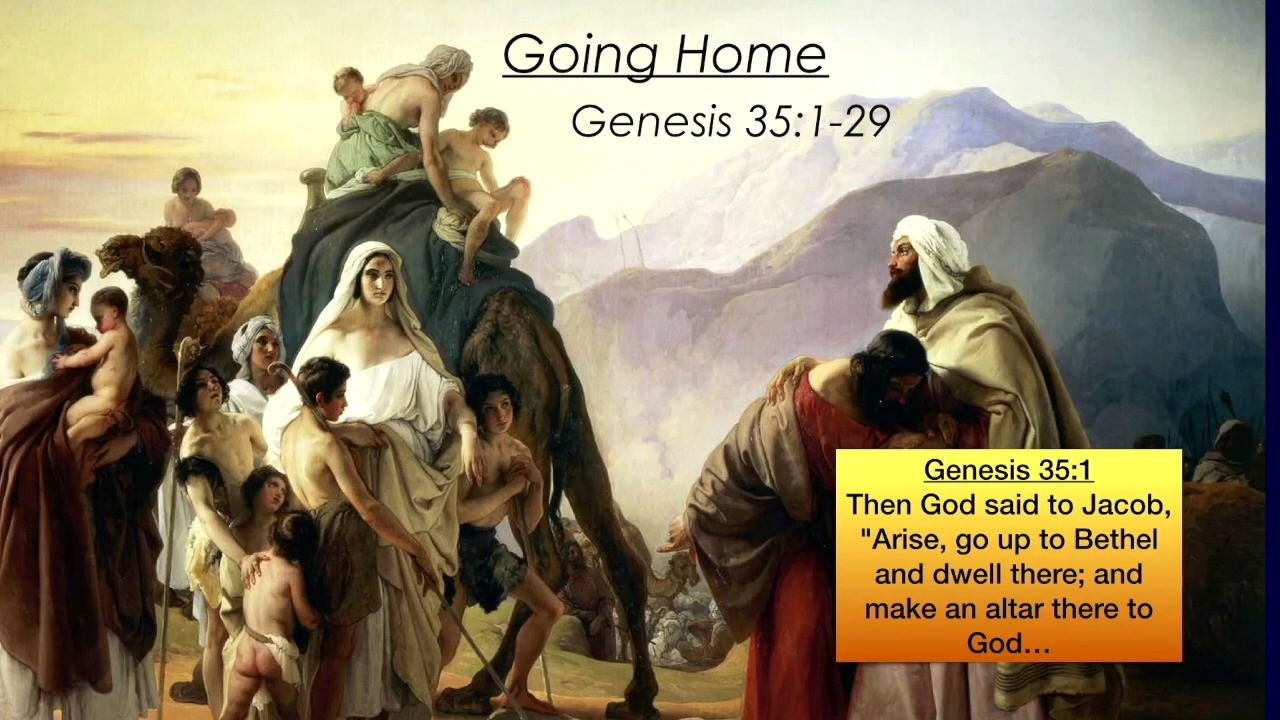 Going Home
Genesis 35:1-29
Genesis 35:1
Then God said to Jacob,
"Arise, go up to Bethel
and dwell there; and
make an altar there to
God...